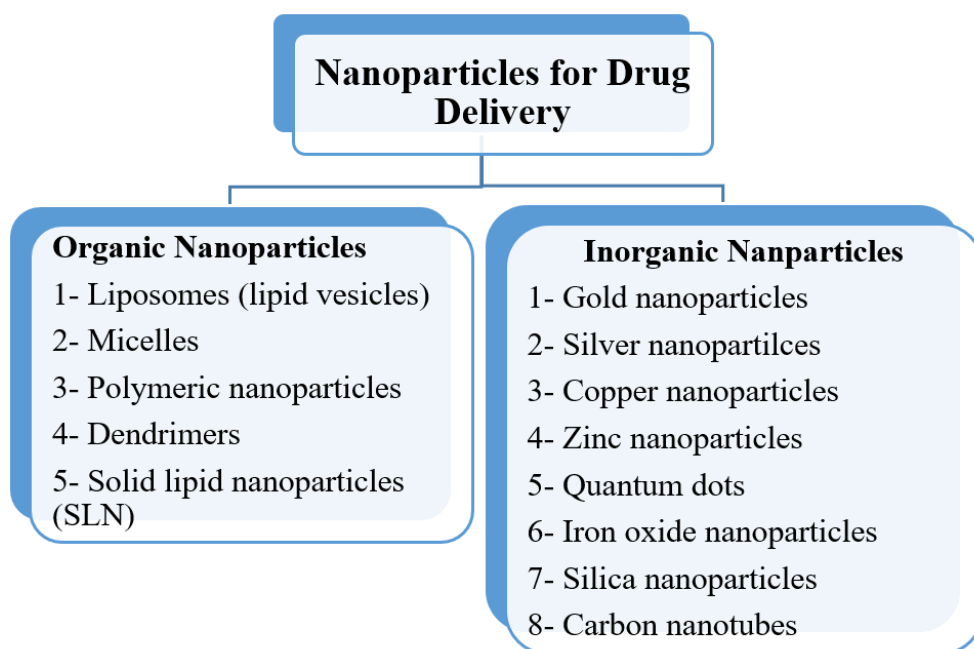 Nanoparticles for Drug
Delivery
Organic Nanoparticles
1- Liposomes (lipid vesicles)
2- Micelles
3- Polymeric nanoparticles
4- Dendrimers
5- Solid lipid nanoparticles
(SLN)
Inorganic Nanparticles
1- Gold nanoparticles
2- Silver nanopartilces
3- Copper nanoparticles
4- Zinc nanoparticles
5- Quantum dots
6- Iron oxide nanoparticles
7- Silica nanoparticles
8- Carbon nanotubes